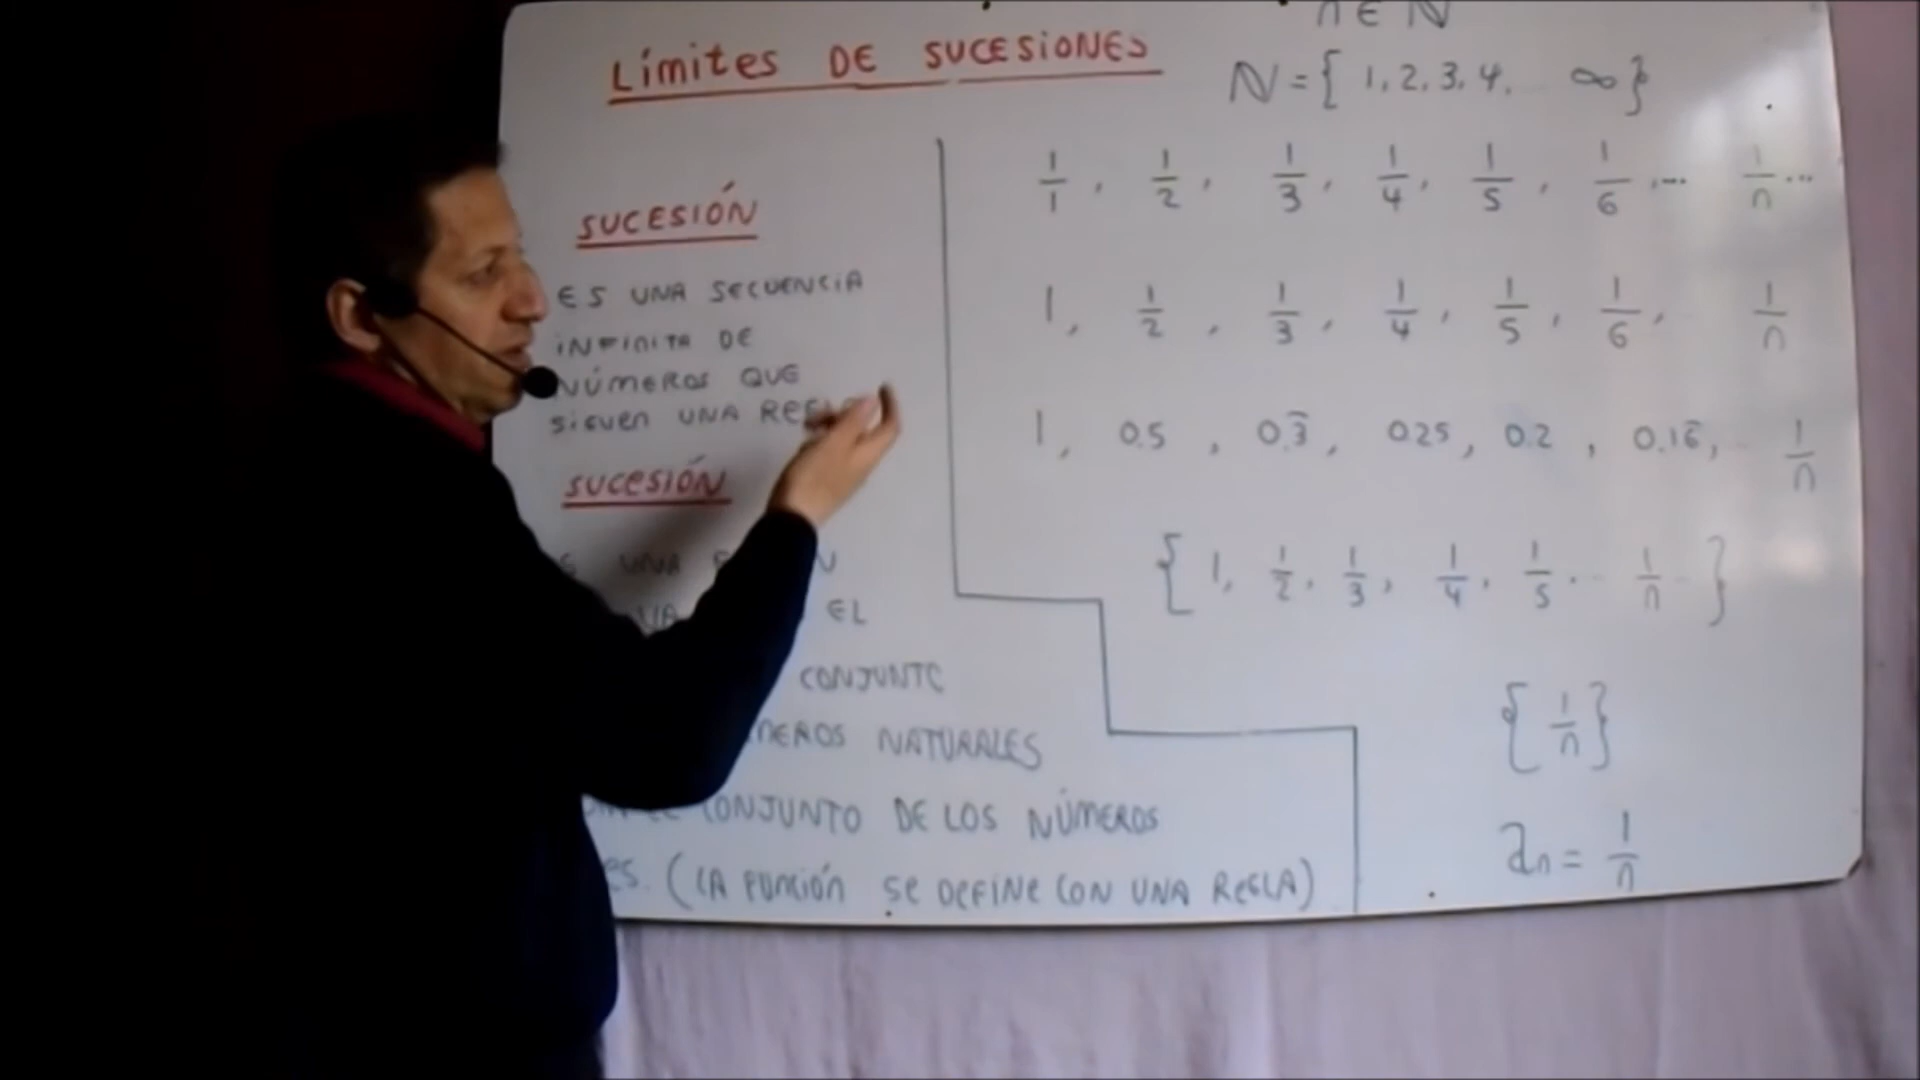 Límites DE SUCESIONES
SUCESIÓN
ES UNA SECUENCIA
INFINITA DE
NÚMEROS QUE
SIGUEN UNA
SUCESIÓN
UNA
EL
CONJUNTO
NATURALES
CONJUNTO DE LOS NÚMEROS
(LA FUNCIÓN SE DEFINE CON UNA REGLA)
n ∈ N
N = { 1, 2, 3, 4, ∞ }
1/1, 1/2, 1/3, 1/4, 1/5, 1/6, ... 1/n ...
1, 1/2, 1/3, 1/4, 1/5, 1/6, 1/n
1, 0.5, 0.3̅, 0.25, 0.2, 0.16̅, 1/n
{ 1, 1/2, 1/3, 1/4, 1/5 ... 1/n }
{ 1/n }
an = 1/n